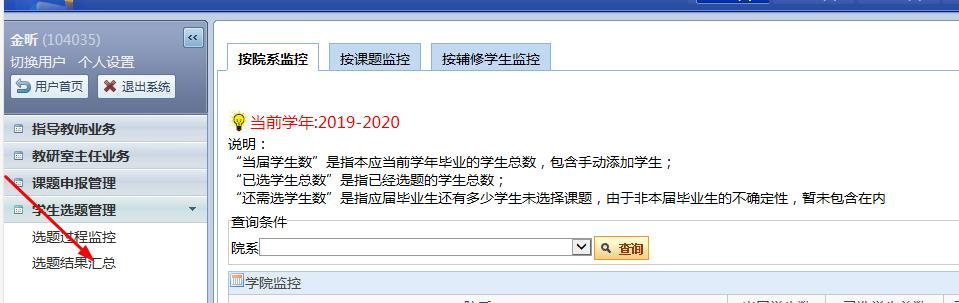 金昕 (104035)
切换用户 个人设置
用户首页 退出系统
指导教师业务
教研室主任业务
课题申报管理
学生选题管理
选题过程监控
选题结果汇总
按院系监控 按课题监控 按辅修学生监控
当前学年:2019-2020
说明：
“当届学生数”是指本应当前学年毕业的学生总数，包含手动添加学生；
“已选学生总数”是指已经选题的学生总数；
“还需选学生数”是指应届毕业生还有多少学生未选择课题，由于非本届毕业生的不确定性，暂未包含在内
查询条件
院系 查询
学院监控